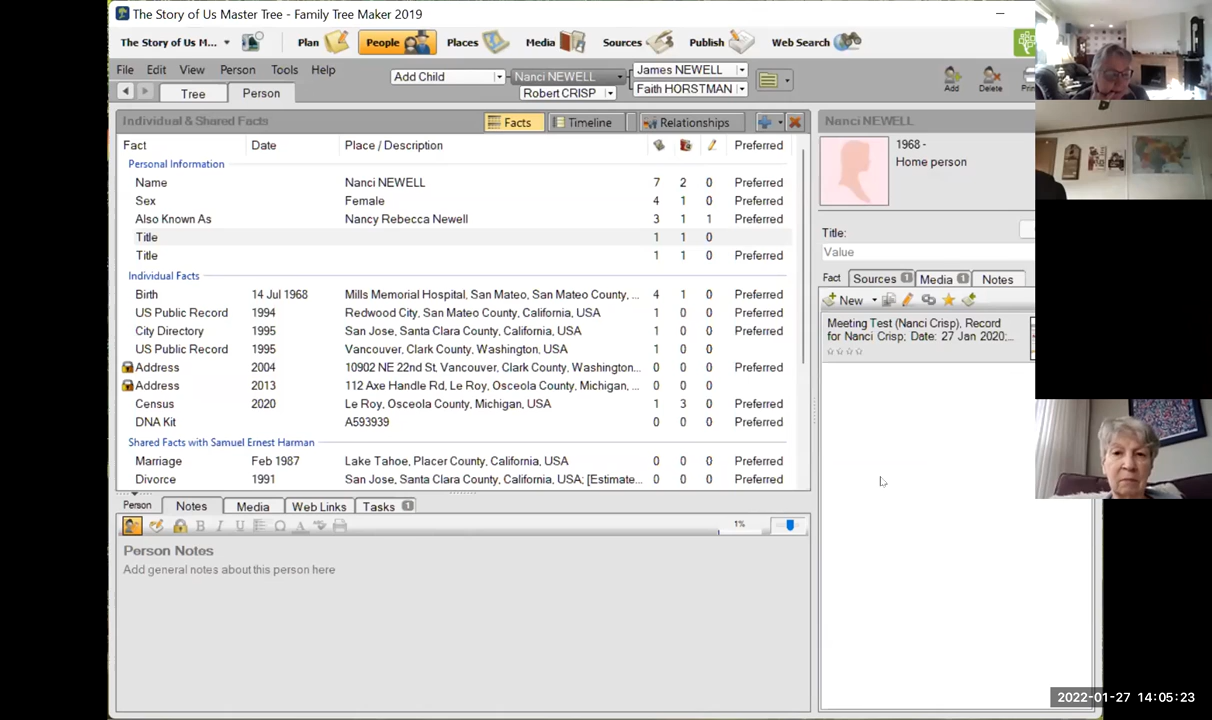 The Story of Us Master Tree - Family Tree Maker 2019
The Story of Us M... Plan People Places Media Sources Publish Web Search
File Edit View Person Tools Help
Add Child Nanci NEWELL James NEWELL
Robert CRISP Faith HORSTMAN
Add Delete
Tree Person
Individual & Shared Facts Facts Timeline Relationships
Fact Date Place / Description Preferred
Personal Information
Name Nanci NEWELL 7 2 0 Preferred
Sex Female 4 1 0 Preferred
Also Known As Nancy Rebecca Newell 3 1 1 Preferred
Title 1 1 0
Title 1 1 0 Preferred
Individual Facts
Birth 14 Jul 1968 Mills Memorial Hospital, San Mateo, San Mateo County, ... 4 1 0 Preferred
US Public Record 1994 Redwood City, San Mateo County, California, USA 1 0 0 Preferred
City Directory 1995 San Jose, Santa Clara County, California, USA 1 0 0 Preferred
US Public Record 1995 Vancouver, Clark County, Washington, USA 1 0 0
Address 2004 10902 NE 22nd St, Vancouver, Clark County, Washington... 0 0 0 Preferred
Address 2013 112 Axe Handle Rd, Le Roy, Osceola County, Michigan, ... 0 0 0 Preferred
Census 2020 Le Roy, Osceola County, Michigan, USA 1 3 0 Preferred
DNA Kit A593939 0 0 0 Preferred
Shared Facts with Samuel Ernest Harman
Marriage Feb 1987 Lake Tahoe, Placer County, California, USA 0 0 0 Preferred
Divorce 1991 San Jose, Santa Clara County, California, USA; [Estimate... 0 0 0 Preferred
Person Notes Media Web Links Tasks 1
B I U A 1%
Person Notes
Add general notes about this person here
Nanci NEWELL
1968 -
Home person
Title:
Value
Fact Sources 1 Media 1 Notes
New
Meeting Test (Nanci Crisp), Record
for Nanci Crisp; Date: 27 Jan 2020;...
2022-01-27 14:05:23